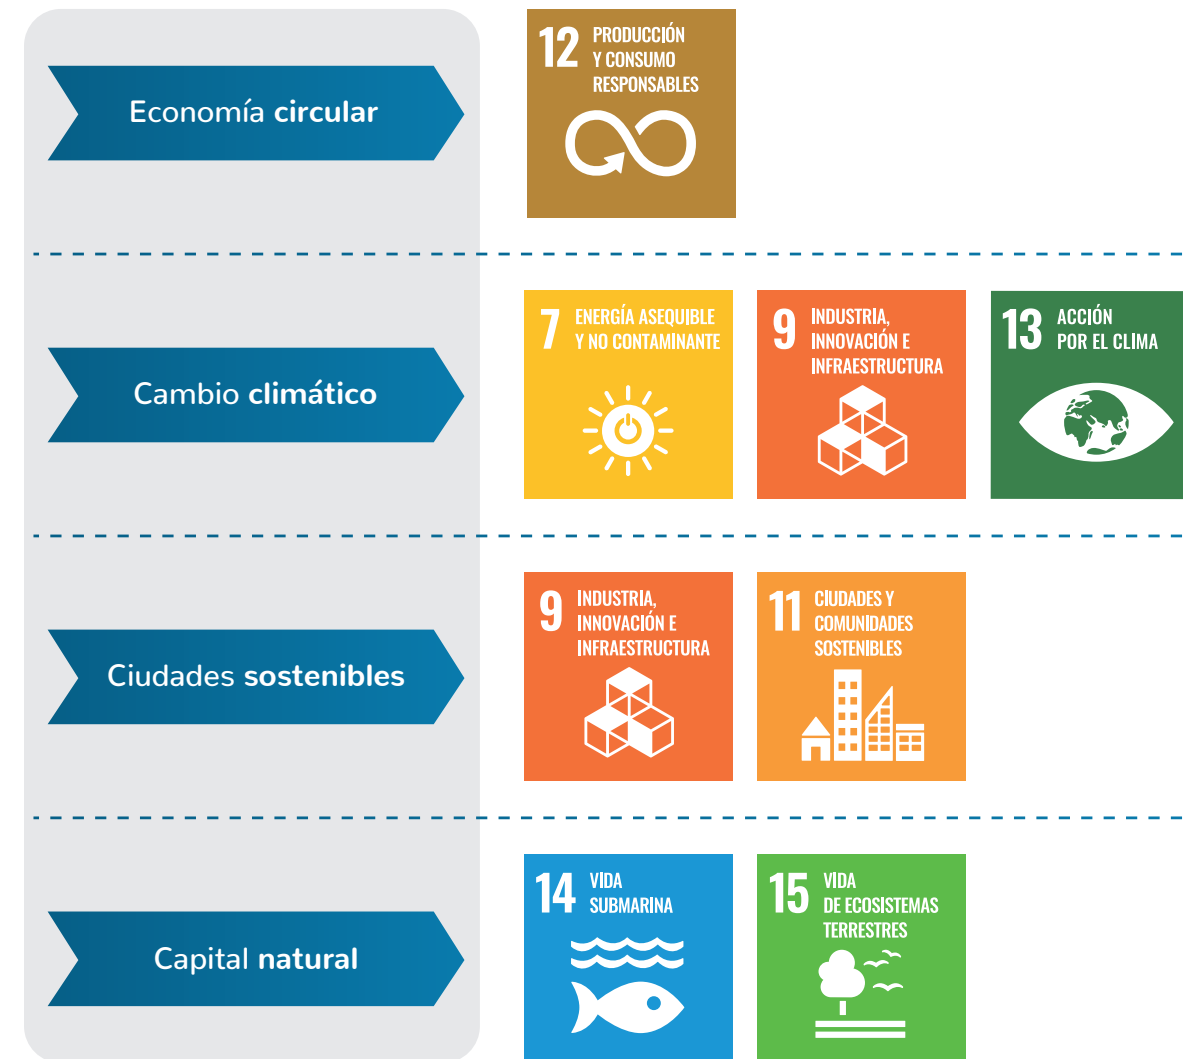 Economía circular
12 PRODUCCIÓN
Y CONSUMO
RESPONSABLES
Cambio climático
7 ENERGÍA ASEQUIBLE
Y NO CONTAMINANTE
9 INDUSTRIA,
INNOVACIÓN E
INFRAESTRUCTURA
13 ACCIÓN
POR EL CLIMA
Ciudades sostenibles
9 INDUSTRIA,
INNOVACIÓN E
INFRAESTRUCTURA
11 CIUDADES Y
COMUNIDADES
SOSTENIBLES
Capital natural
14 VIDA
SUBMARINA
15 VIDA
DE ECOSISTEMAS
TERRESTRES